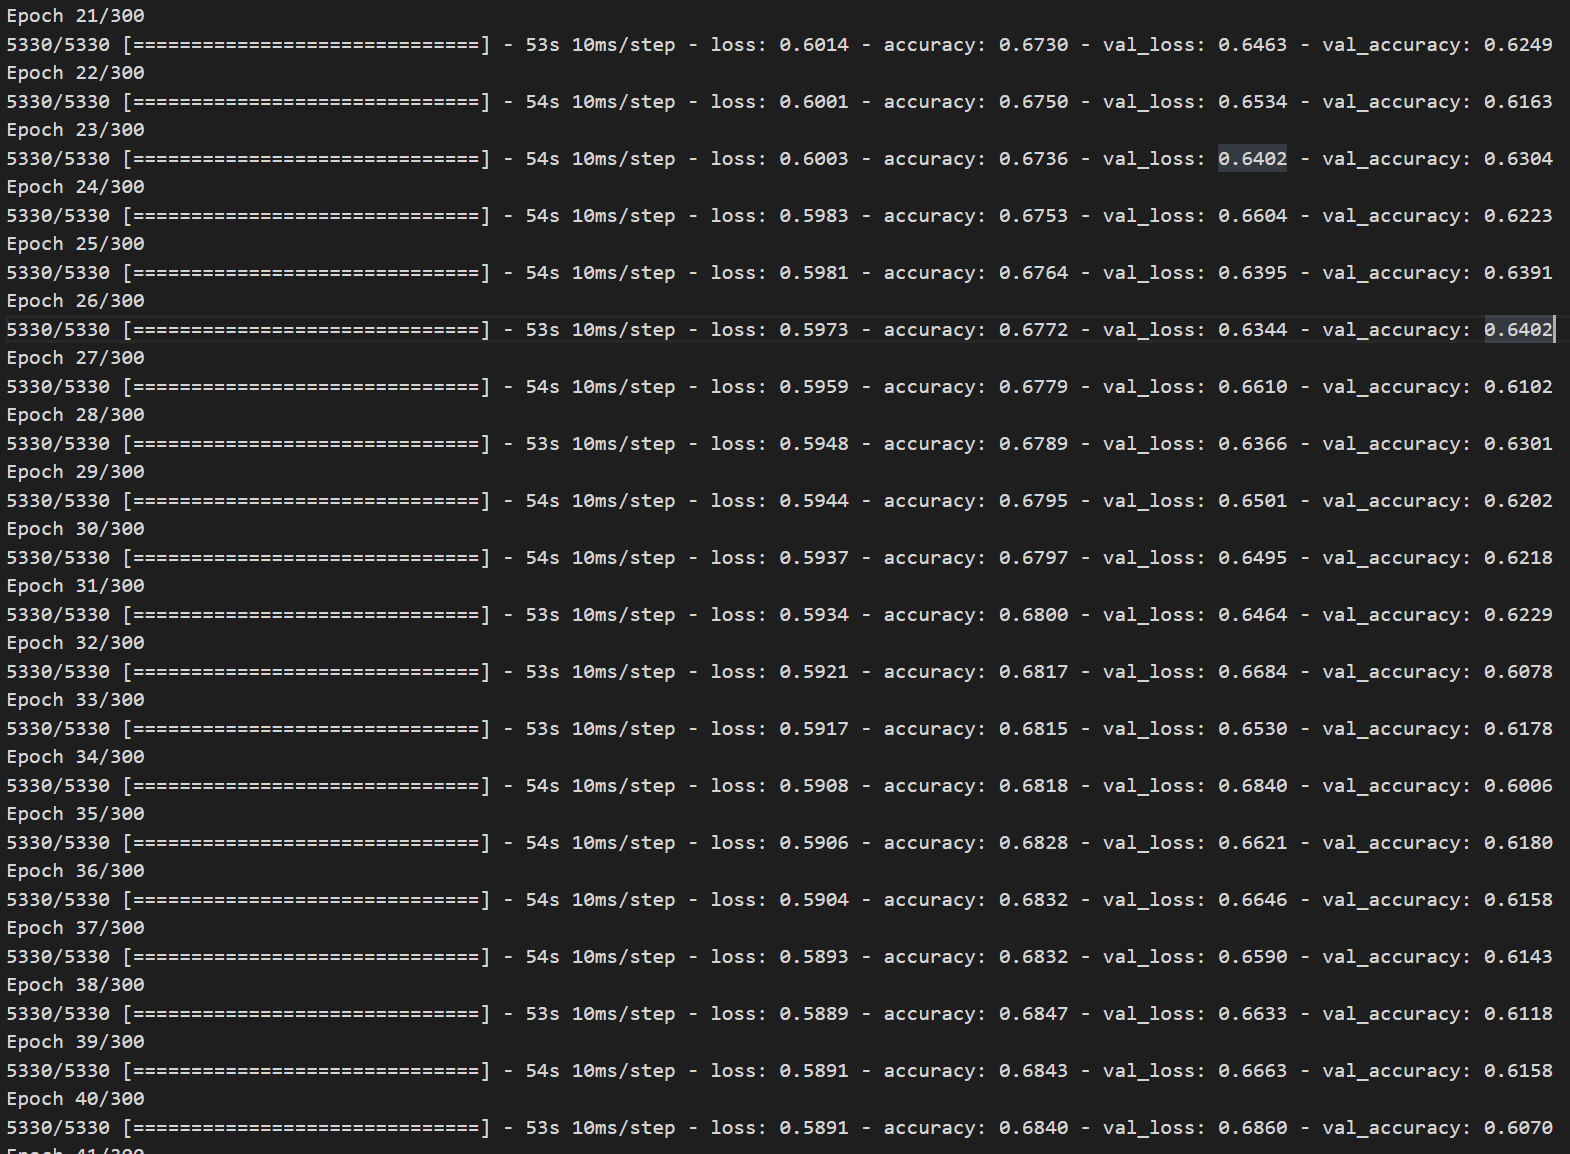 Epoch 21/300
5330/5330 [==============================] - 53s 10ms/step - loss: 0.6014 - accuracy: 0.6730 - val_loss: 0.6463 - val_accuracy: 0.6249
Epoch 22/300
5330/5330 [==============================] - 54s 10ms/step - loss: 0.6001 - accuracy: 0.6750 - val_loss: 0.6534 - val_accuracy: 0.6163
Epoch 23/300
5330/5330 [==============================] - 54s 10ms/step - loss: 0.6003 - accuracy: 0.6736 - val_loss: 0.6402 - val_accuracy: 0.6304
Epoch 24/300
5330/5330 [==============================] - 54s 10ms/step - loss: 0.5983 - accuracy: 0.6753 - val_loss: 0.6604 - val_accuracy: 0.6223
Epoch 25/300
5330/5330 [==============================] - 54s 10ms/step - loss: 0.5981 - accuracy: 0.6764 - val_loss: 0.6395 - val_accuracy: 0.6391
Epoch 26/300
5330/5330 [==============================] - 53s 10ms/step - loss: 0.5973 - accuracy: 0.6772 - val_loss: 0.6344 - val_accuracy: 0.6402
Epoch 27/300
5330/5330 [==============================] - 54s 10ms/step - loss: 0.5959 - accuracy: 0.6779 - val_loss: 0.6610 - val_accuracy: 0.6102
Epoch 28/300
5330/5330 [==============================] - 53s 10ms/step - loss: 0.5948 - accuracy: 0.6789 - val_loss: 0.6366 - val_accuracy: 0.6301
Epoch 29/300
5330/5330 [==============================] - 54s 10ms/step - loss: 0.5944 - accuracy: 0.6795 - val_loss: 0.6501 - val_accuracy: 0.6202
Epoch 30/300
5330/5330 [==============================] - 54s 10ms/step - loss: 0.5937 - accuracy: 0.6797 - val_loss: 0.6495 - val_accuracy: 0.6218
Epoch 31/300
5330/5330 [==============================] - 53s 10ms/step - loss: 0.5934 - accuracy: 0.6800 - val_loss: 0.6464 - val_accuracy: 0.6229
Epoch 32/300
5330/5330 [==============================] - 53s 10ms/step - loss: 0.5921 - accuracy: 0.6817 - val_loss: 0.6684 - val_accuracy: 0.6078
Epoch 33/300
5330/5330 [==============================] - 53s 10ms/step - loss: 0.5917 - accuracy: 0.6815 - val_loss: 0.6530 - val_accuracy: 0.6178
Epoch 34/300
5330/5330 [==============================] - 54s 10ms/step - loss: 0.5908 - accuracy: 0.6818 - val_loss: 0.6840 - val_accuracy: 0.6006
Epoch 35/300
5330/5330 [==============================] - 54s 10ms/step - loss: 0.5906 - accuracy: 0.6828 - val_loss: 0.6621 - val_accuracy: 0.6180
Epoch 36/300
5330/5330 [==============================] - 54s 10ms/step - loss: 0.5904 - accuracy: 0.6832 - val_loss: 0.6646 - val_accuracy: 0.6158
Epoch 37/300
5330/5330 [==============================] - 54s 10ms/step - loss: 0.5893 - accuracy: 0.6832 - val_loss: 0.6590 - val_accuracy: 0.6143
Epoch 38/300
5330/5330 [==============================] - 53s 10ms/step - loss: 0.5889 - accuracy: 0.6847 - val_loss: 0.6633 - val_accuracy: 0.6118
Epoch 39/300
5330/5330 [==============================] - 54s 10ms/step - loss: 0.5891 - accuracy: 0.6843 - val_loss: 0.6663 - val_accuracy: 0.6158
Epoch 40/300
5330/5330 [==============================] - 53s 10ms/step - loss: 0.5891 - accuracy: 0.6840 - val_loss: 0.6860 - val_accuracy: 0.6070
Epoch 41/300